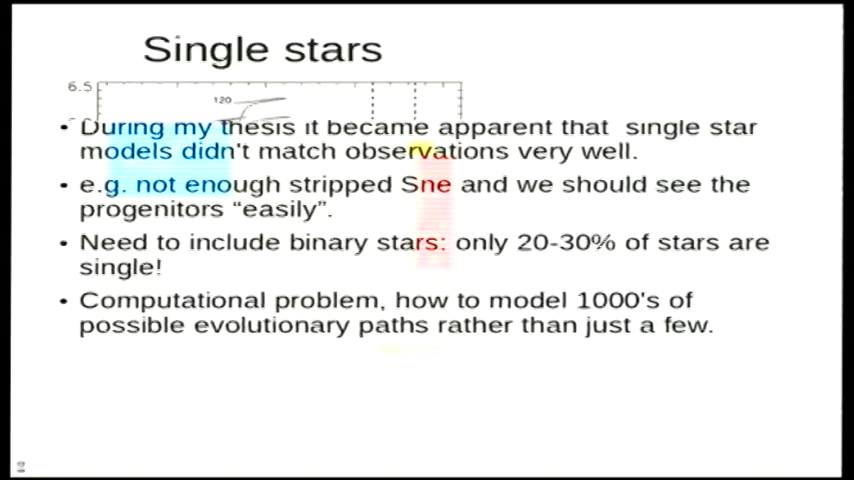 Single stars
6.5
120
• During my thesis it became apparent that single star
models didn't match observations very well.
• e.g. not enough stripped Sne and we should see the
progenitors “easily”.
• Need to include binary stars: only 20-30% of stars are
single!
• Computational problem, how to model 1000's of
possible evolutionary paths rather than just a few.